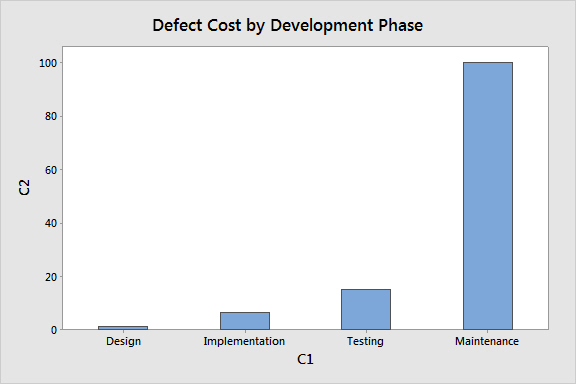 Defect Cost by Development Phase
C2
100
80
60
40
20
0
Design Implementation Testing Maintenance
C1